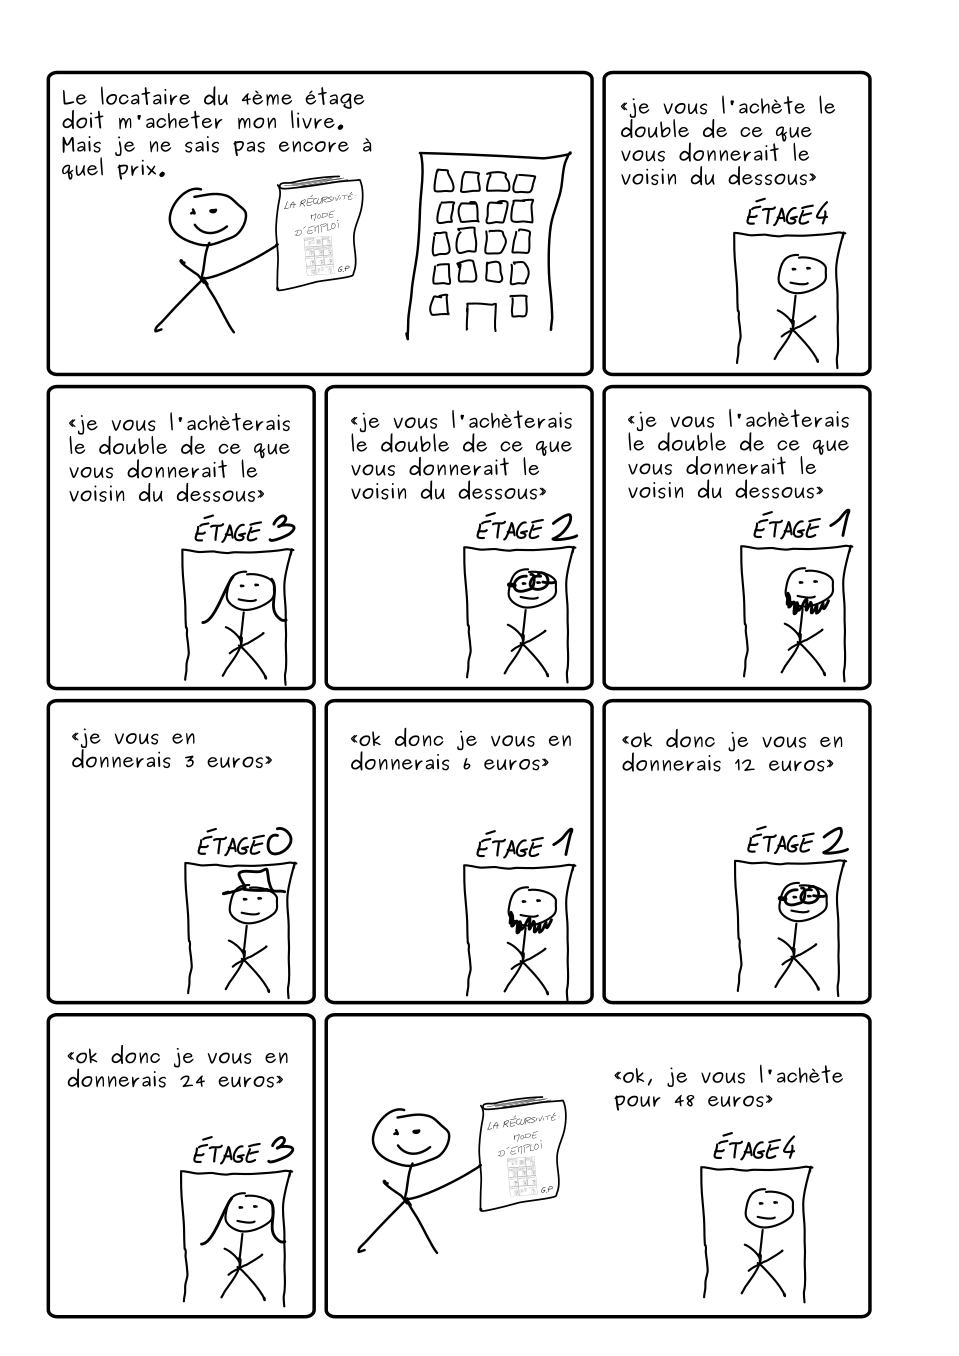 Le locataire du 4ème étage
doit m'acheter mon livre.
Mais je ne sais pas encore à
quel prix.
LA RÉCURSIVITÉ
MODE
D'EMPLOI
G.P
«je vous l'achète le
double de ce que
vous donnerait le
voisin du dessous»
ÉTAGE 4
«je vous l'achèterais
le double de ce que
vous donnerait le
voisin du dessous»
ÉTAGE 3
«je vous l'achèterais
le double de ce que
vous donnerait le
voisin du dessous»
ÉTAGE 2
«je vous l'achèterais
le double de ce que
vous donnerait le
voisin du dessous»
ÉTAGE 1
«je vous en
donnerais 3 euros»
ÉTAGE 0
«ok donc je vous en
donnerais 6 euros»
ÉTAGE 1
«ok donc je vous en
donnerais 12 euros»
ÉTAGE 2
«ok donc je vous en
donnerais 24 euros»
ÉTAGE 3
LA RÉCURSIVITÉ
MODE
D'EMPLOI
G.P
«ok, je vous l'achète
pour 48 euros»
ÉTAGE 4